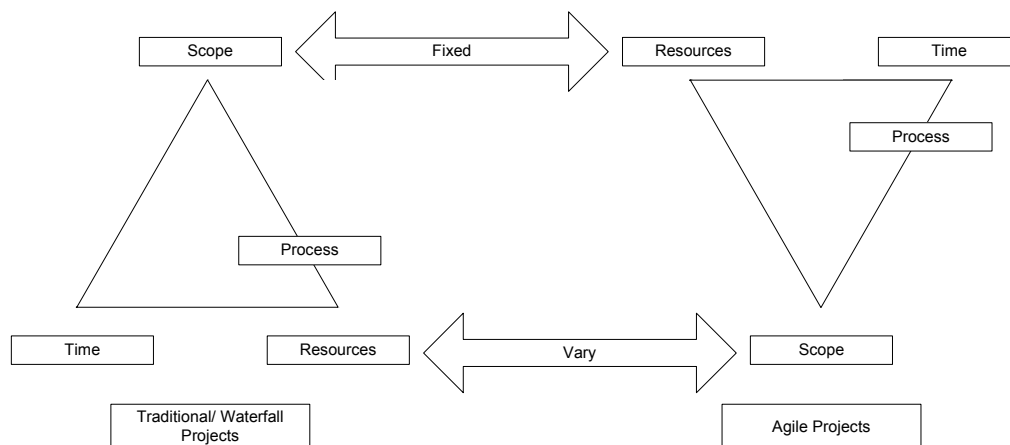 Scope
Fixed
Resources
Time
Process
Process
Time
Resources
Vary
Scope
Traditional/ Waterfall
Projects
Agile Projects